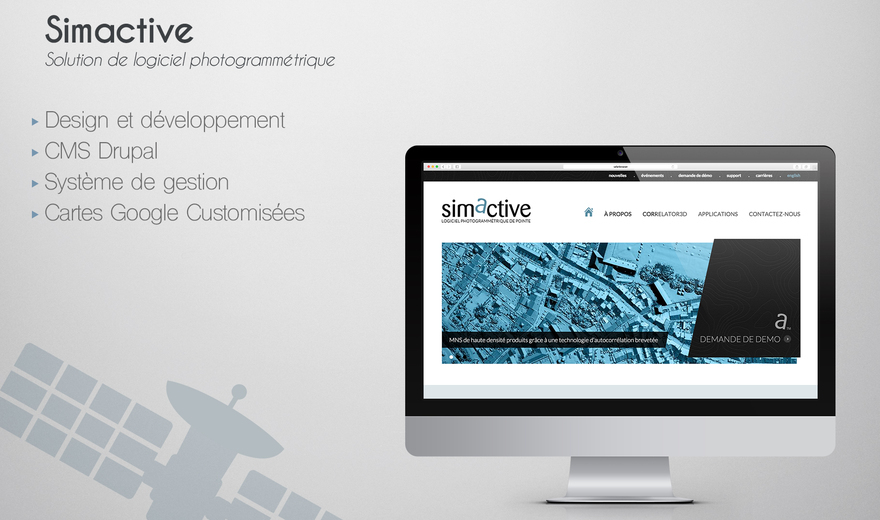 Simactive
Solution de logiciel photogrammétrique
Design et développement
CMS Drupal
Système de gestion
Cartes Google Customisées
nouvelles événements demande de démo support carrières english
simactive
LOGICIEL PHOTOGRAMMÉTRIQUE DE POINTE
À PROPOS CORRELATOR3D APPLICATIONS CONTACTEZ-NOUS
a
MNS de haute densité produits grâce à une technologie d'autocorrélation brevetée
DEMANDE DE DEMO